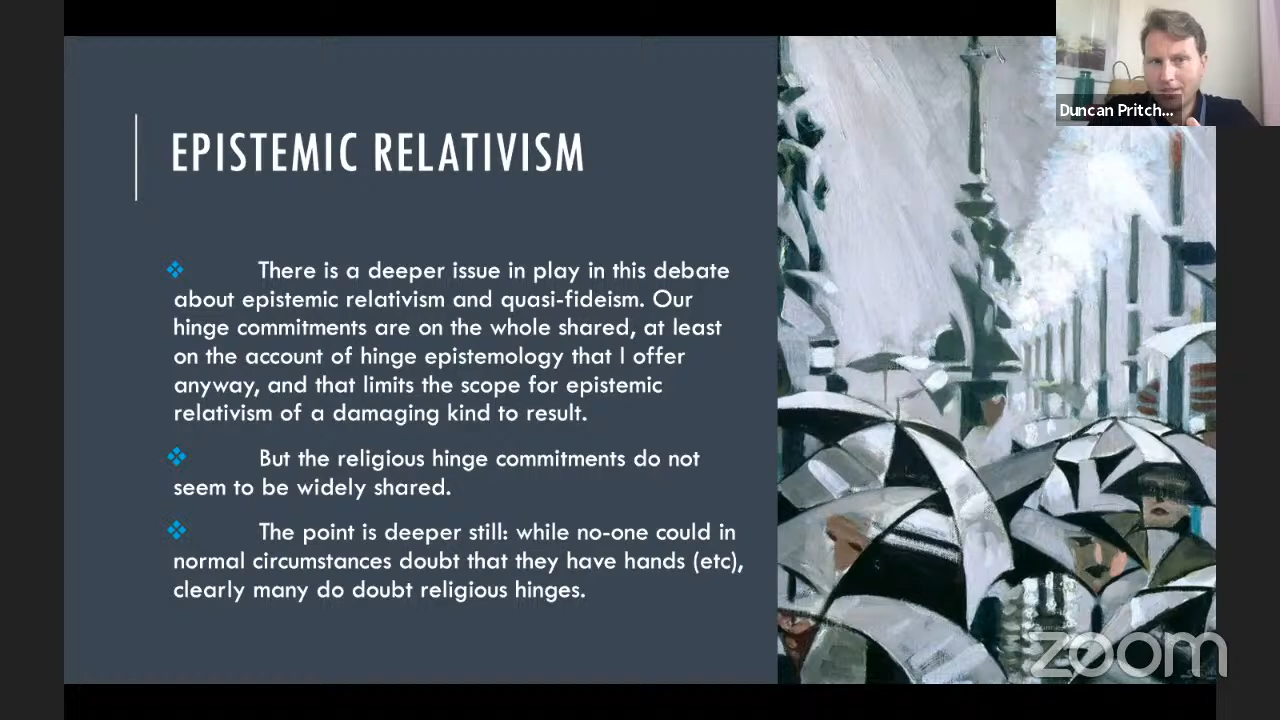 Duncan Pritch...
EPISTEMIC RELATIVISM
❖ There is a deeper issue in play in this debate
about epistemic relativism and quasi-fideism. Our
hinge commitments are on the whole shared, at least
on the account of hinge epistemology that I offer
anyway, and that limits the scope for epistemic
relativism of a damaging kind to result.
❖ But the religious hinge commitments do not
seem to be widely shared.
❖ The point is deeper still: while no-one could in
normal circumstances doubt that they have hands (etc),
clearly many do doubt religious hinges.
zoom